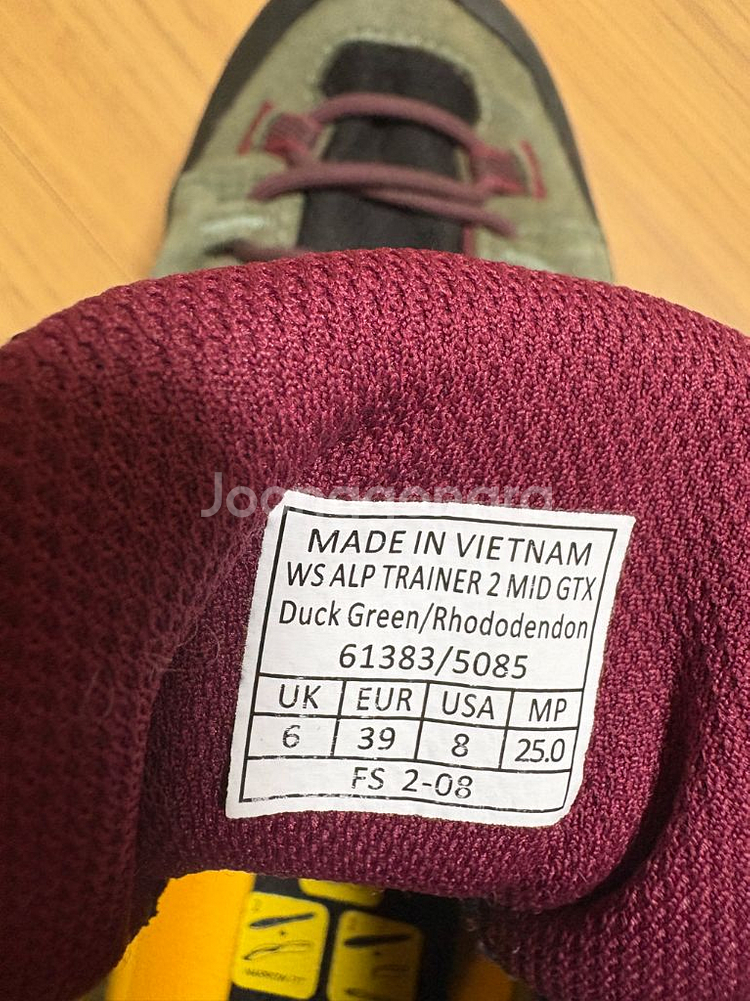 Joonggonara
MADE IN VIETNAM
WS ALP TRAINER 2 MID GTX
Duck Green/Rhododendon
61383/5085
UK EUR USA MP
6 39 8 25.0
FS 2-08